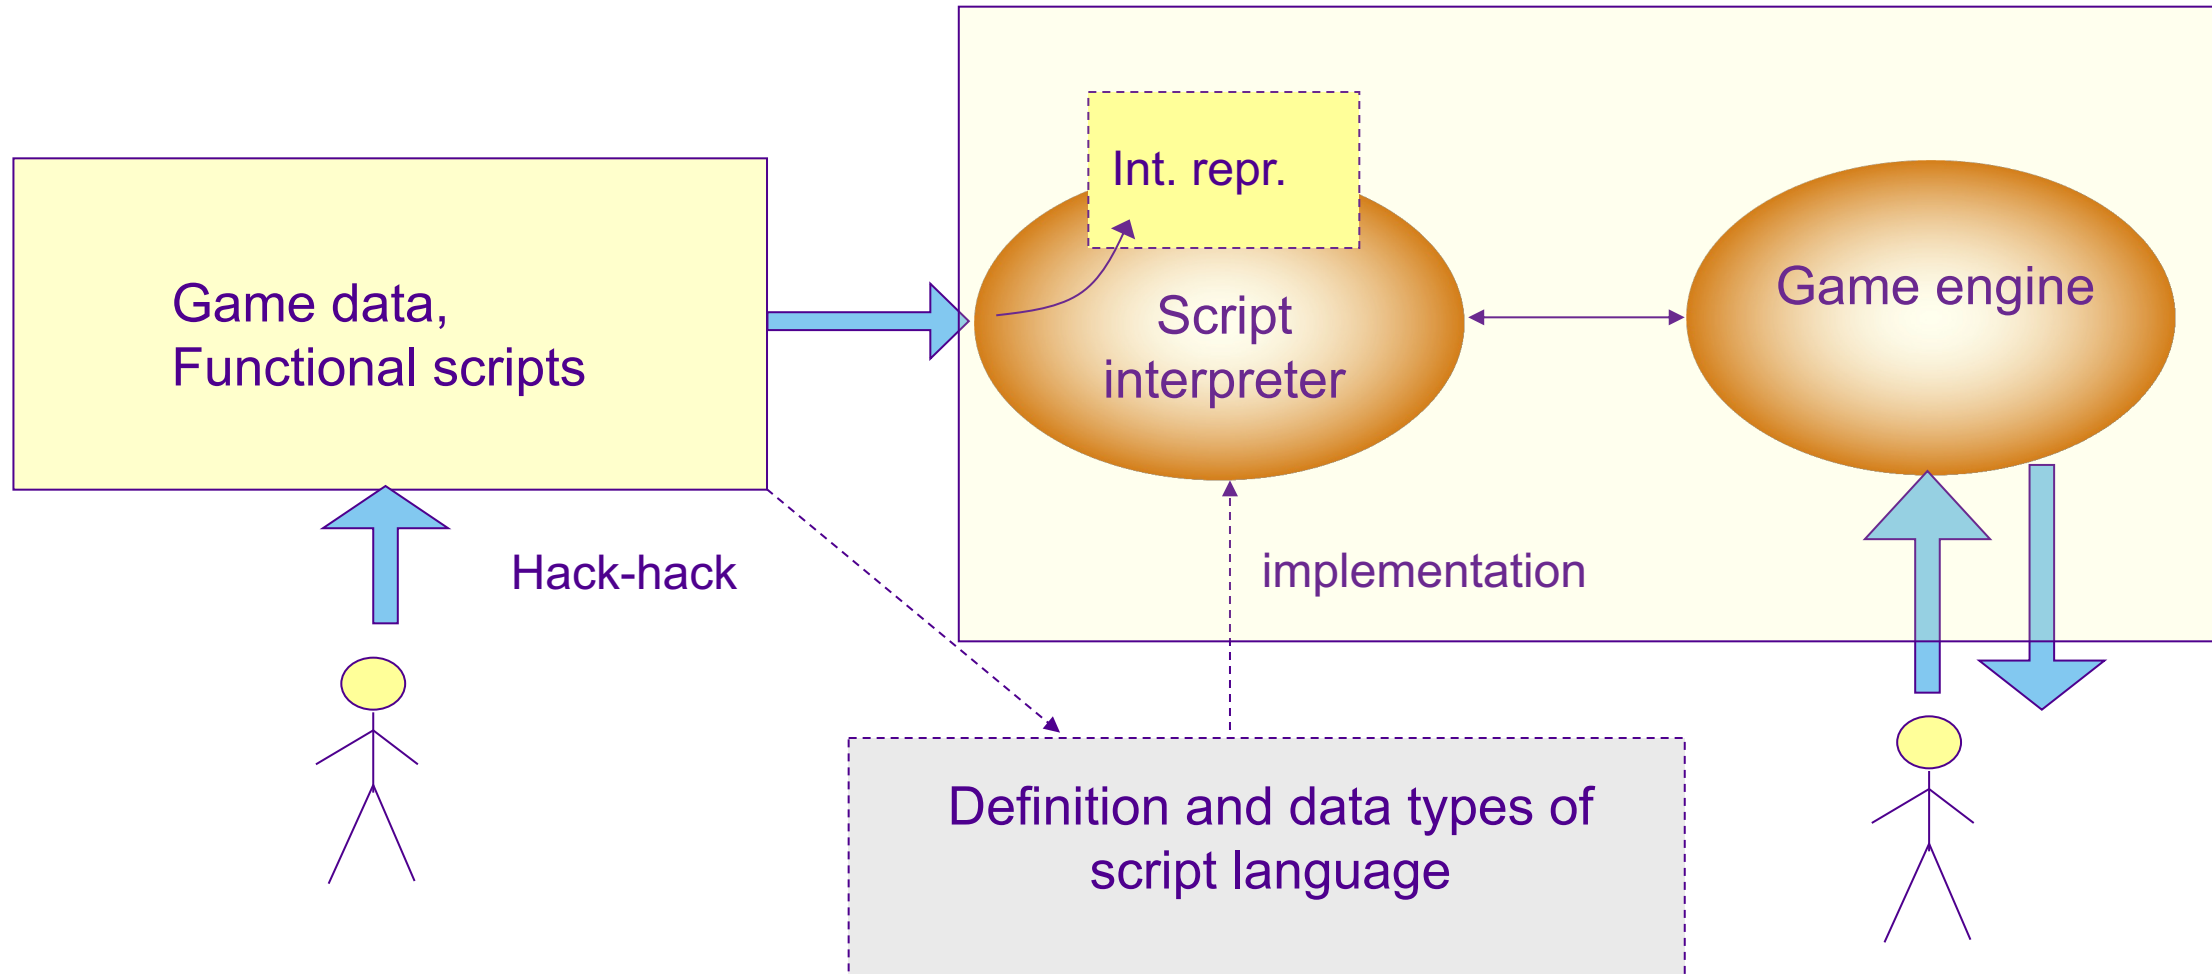 Int. repr.
Game data,
Functional scripts
Script
interpreter
Game engine
Hack-hack
implementation
Definition and data types of
script language